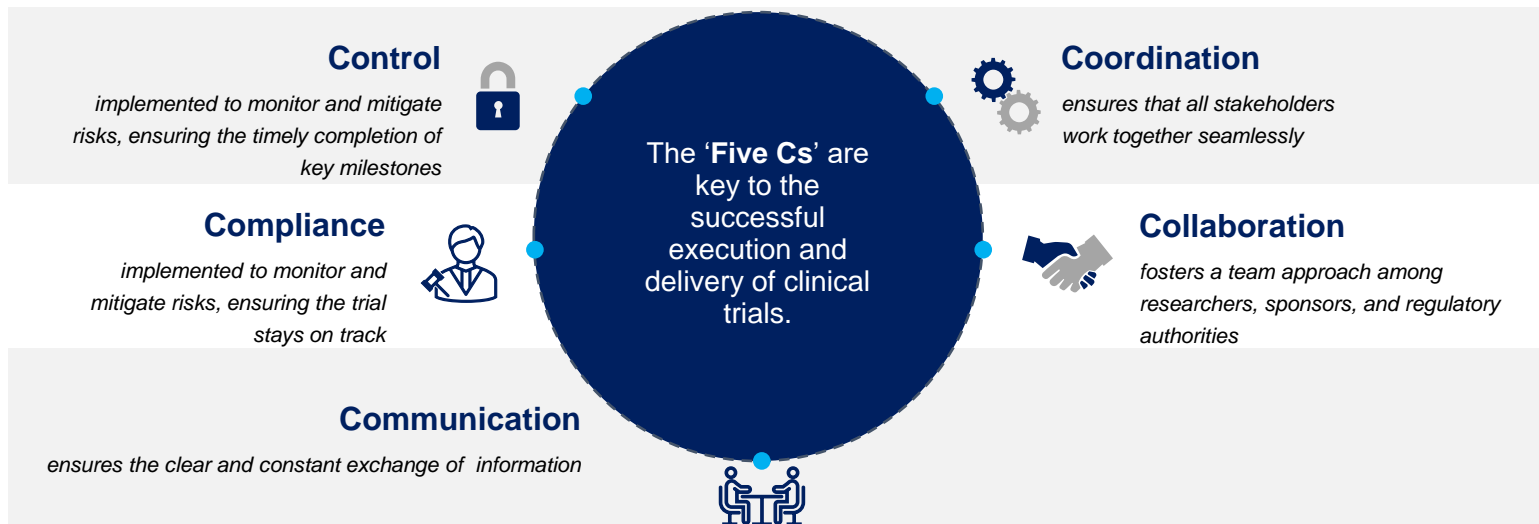 Control
implemented to monitor and mitigate
risks, ensuring the timely completion of
key milestones
Compliance
implemented to monitor and
mitigate risks, ensuring the trial
stays on track
Communication
ensures the clear and constant exchange of  information
The ‘Five Cs’ are
key to the
successful
execution and
delivery of clinical
trials.
Coordination
ensures that all stakeholders
work together seamlessly
Collaboration
fosters a team approach among
researchers, sponsors, and regulatory
authorities